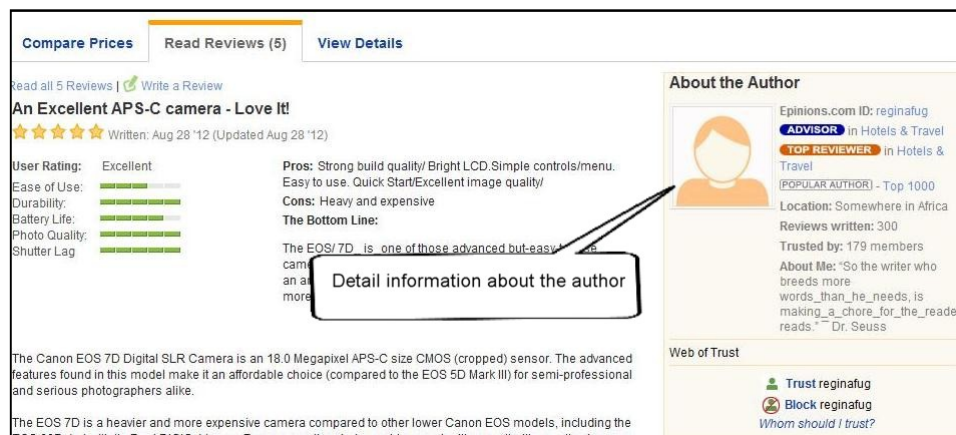 Compare Prices
Read Reviews (5)
View Details
Read all 5 Reviews | Write a Review
An Excellent APS-C camera - Love It!
Written: Aug 28 '12 (Updated Aug 28 '12)
User Rating: Excellent
Ease of Use:
Durability:
Battery Life:
Photo Quality:
Shutter Lag
Pros: Strong build quality/ Bright LCD.Simple controls/menu.
Easy to use. Quick Start/Excellent image quality/
Cons: Heavy and expensive
The Bottom Line:
The EOS/ 7D_ is_ one of those advanced but-easy
an
more
Detail information about the author
The Canon EOS 7D Digital SLR Camera is an 18.0 Megapixel APS-C size CMOS (cropped) sensor. The advanced
features found in this model make it an affordable choice (compared to the EOS 5D Mark III) for semi-professional
and serious photographers alike.
The EOS 7D is a heavier and more expensive camera compared to other lower Canon EOS models, including the
About the Author
Epinions.com ID: reginafug
ADVISOR in Hotels & Travel
TOP REVIEWER in Hotels &
Travel
POPULAR AUTHOR - Top 1000
Location: Somewhere in Africa
Reviews written: 300
Trusted by: 179 members
About Me: "So the writer who
breeds more
words_than_he_needs, is
making_a_chore_for_the_reade
reads." ¯ Dr. Seuss
Web of Trust
Trust reginafug
Block reginafug
Whom should I trust?